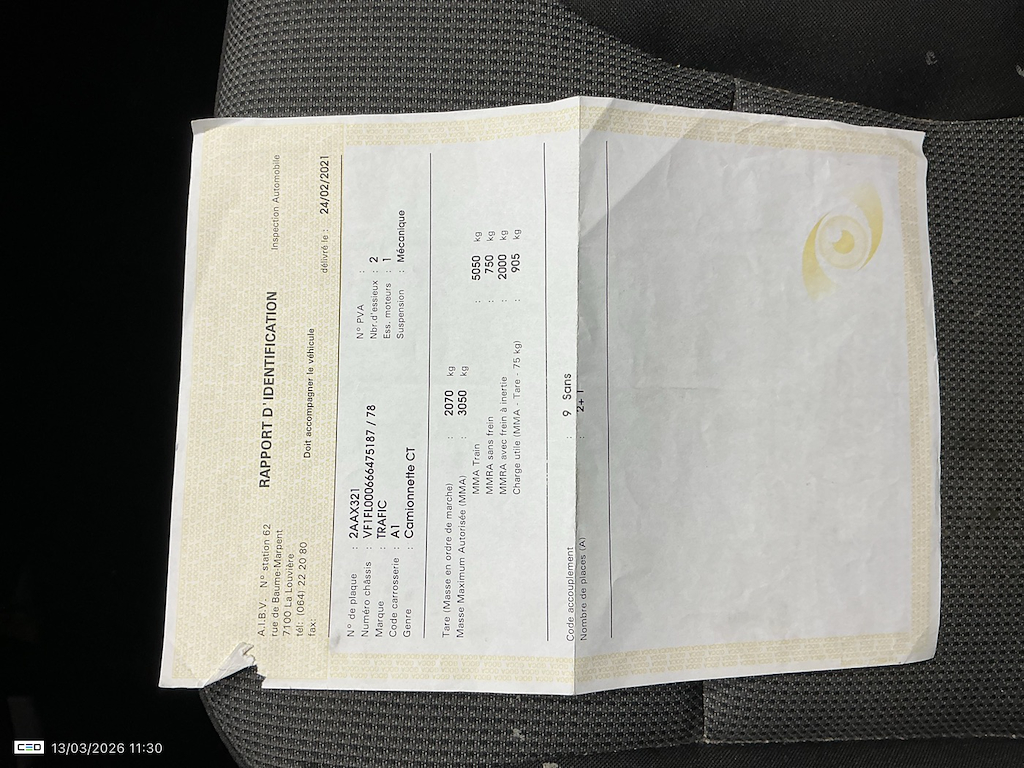 A.I.B.V. N° station 62
rue de Baume-Marpent
7100 La Louvière
tél: (064) 22 20 80
fax:
RAPPORT D'IDENTIFICATION
Inspection Automobile
Doit accompagner le véhicule
délivré le : 24/02/2021
N° de plaque : 2AAX321
Numéro châssis : VF1FL000666475187 / 78
Marque : TRAFIC
Code carrosserie : A1
Genre : Camionnette CT
N° PVA :
Nbr.d'essieux : 2
Ess. moteurs : 1
Suspension : Mécanique
Tare (Masse en ordre de marche) : 2070 kg
Masse Maximum Autorisée (MMA) : 3050 kg
MMA Train : 5050 kg
MMRA sans frein : 750 kg
MMRA avec frein à inertie : 2000 kg
Charge utile (MMA - Tare - 75 kg) : 905 kg
Code accouplement : 9 Sans
Nombre de places (A) : 2+ 1
CEO 13/03/2026 11:30